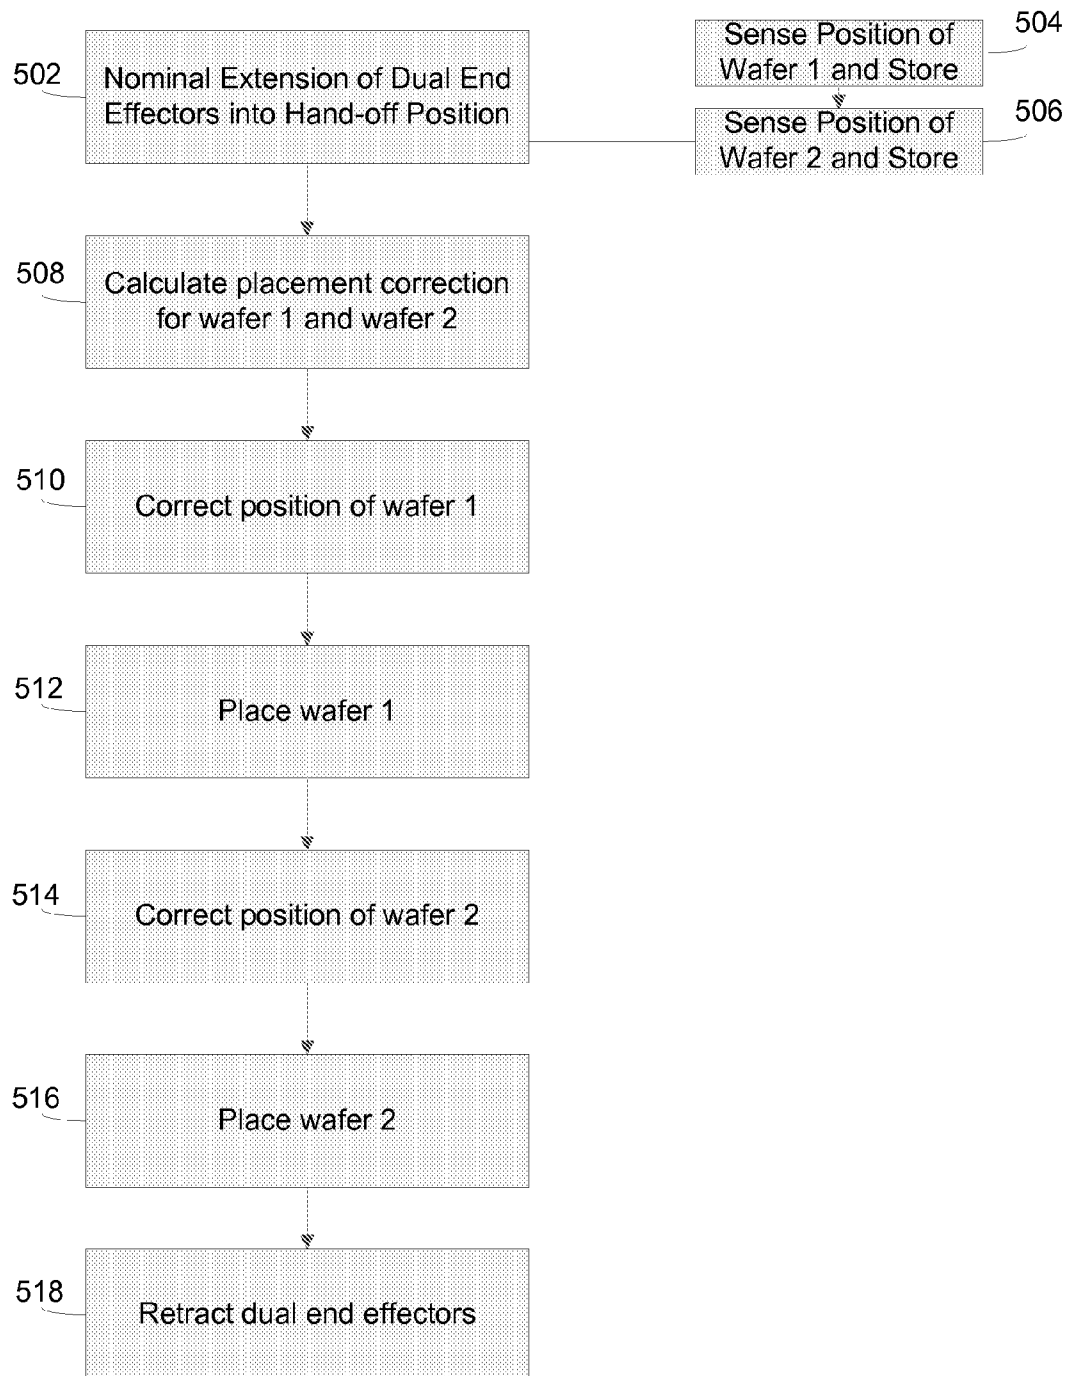 502
Nominal Extension of Dual End
Effectors into Hand-off Position
Sense Position of
Wafer 1 and Store
504
Sense Position of
Wafer 2 and Store
506
508
Calculate placement correction
for wafer 1 and wafer 2
510
Correct position of wafer 1
512
Place wafer 1
514
Correct position of wafer 2
516
Place wafer 2
518
Retract dual end effectors